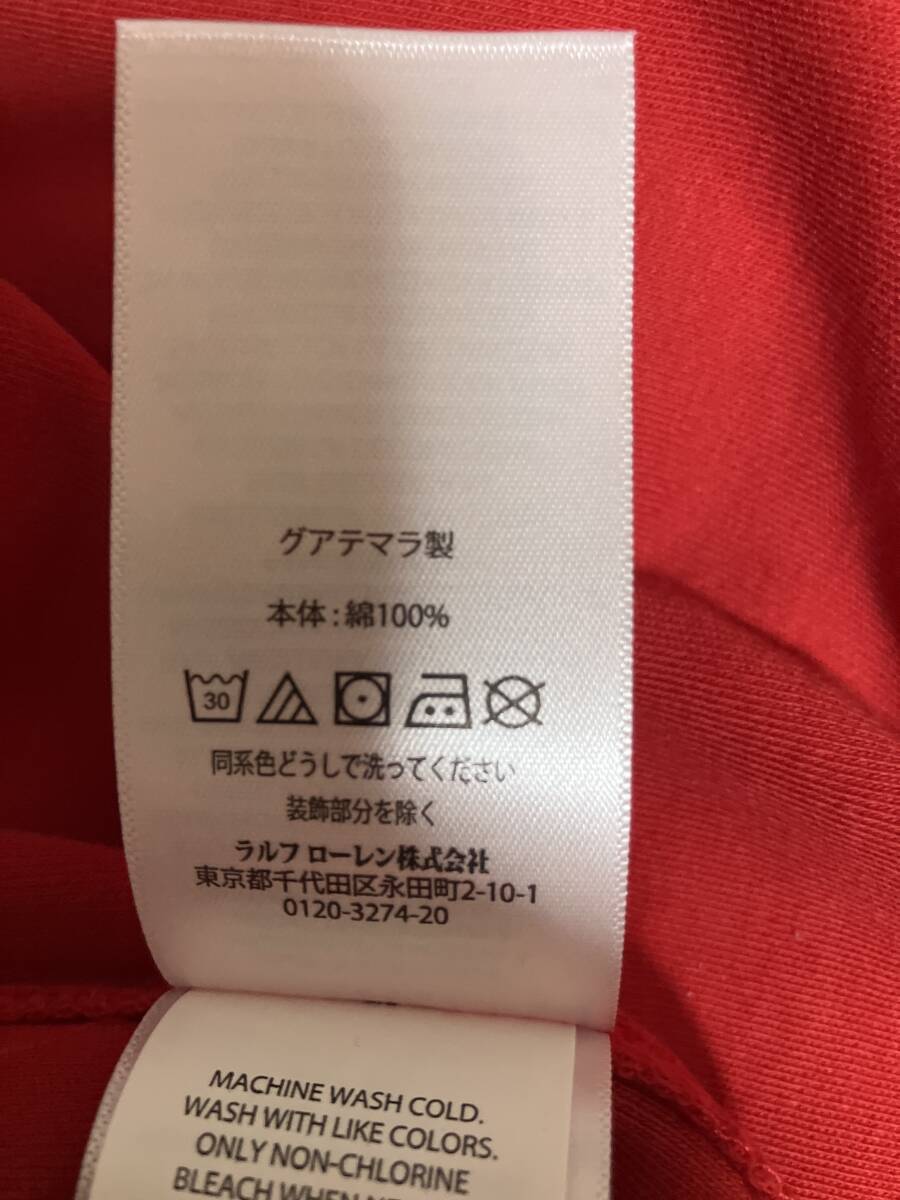 グアテマラ製
本体:綿100%
30
同系色どうしで洗ってください
装飾部分を除く
ラルフ ローレン株式会社
東京都千代田区永田町2-10-1
0120-3274-20
MACHINE WASH COLD.
WASH WITH LIKE COLORS.
ONLY NON-CHLORINE
BLEACH WHEN